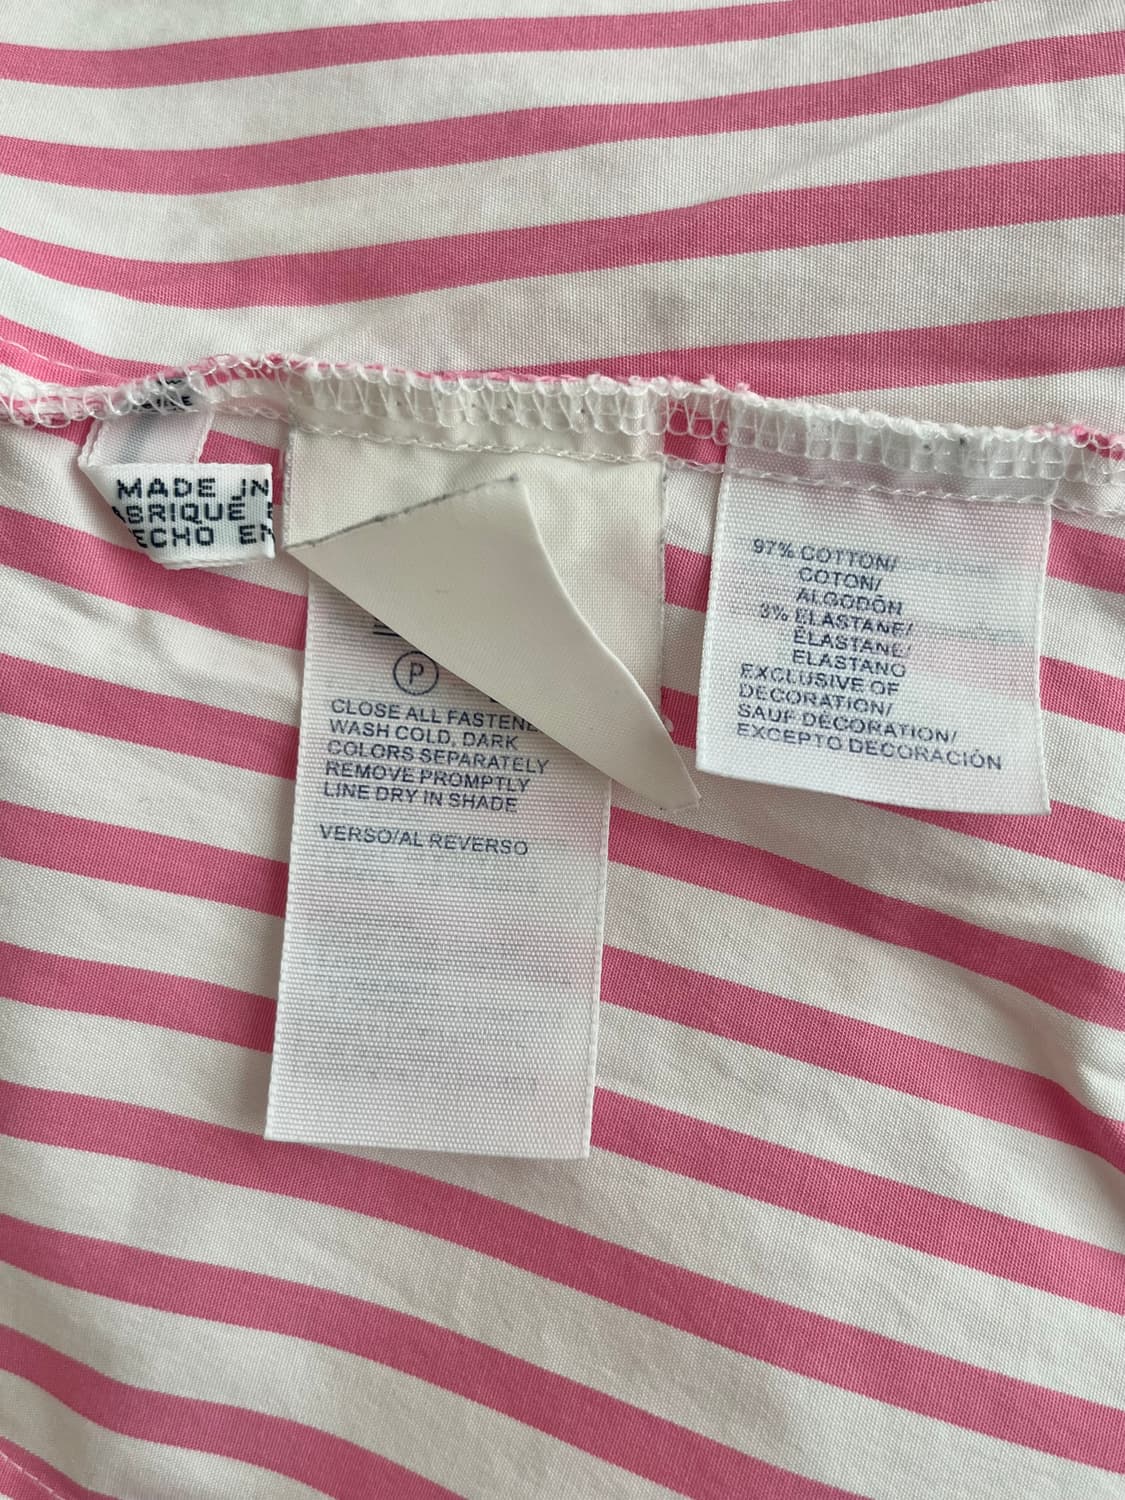 MADE IN
ABRIQUÉ
ECHO EN
P
CLOSE ALL FASTENE
WASH COLD, DARK
COLORS SEPARATELY
REMOVE PROMPTLY
LINE DRY IN SHADE
VERSO/AL REVERSO
97% COTTON/
COTON/
ALGODÓN
3% ELASTANE/
ÉLASTANE/
ELASTANO
EXCLUSIVE OF
DECORATION/
SAUF DÉCORATION/
EXCEPTO DECORACIÓN